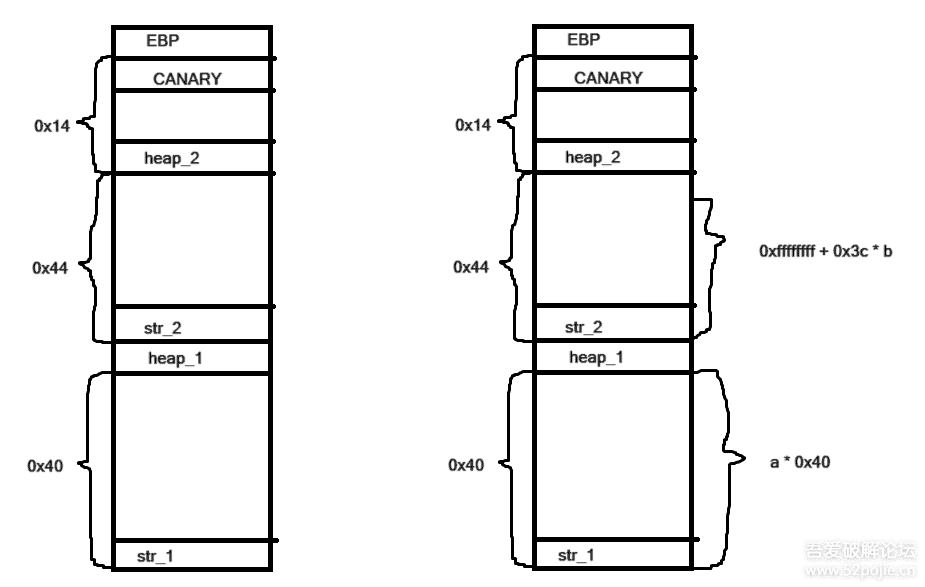 EBP
CANARY
0x14
heap_2
0x44
str_2
heap_1
0x40
str_1
EBP
CANARY
0x14
heap_2
0xffffffff + 0x3c * b
0x44
str_2
heap_1
0x40
a * 0x40
str_1
吾爱破解论坛
www.52pojie.cn